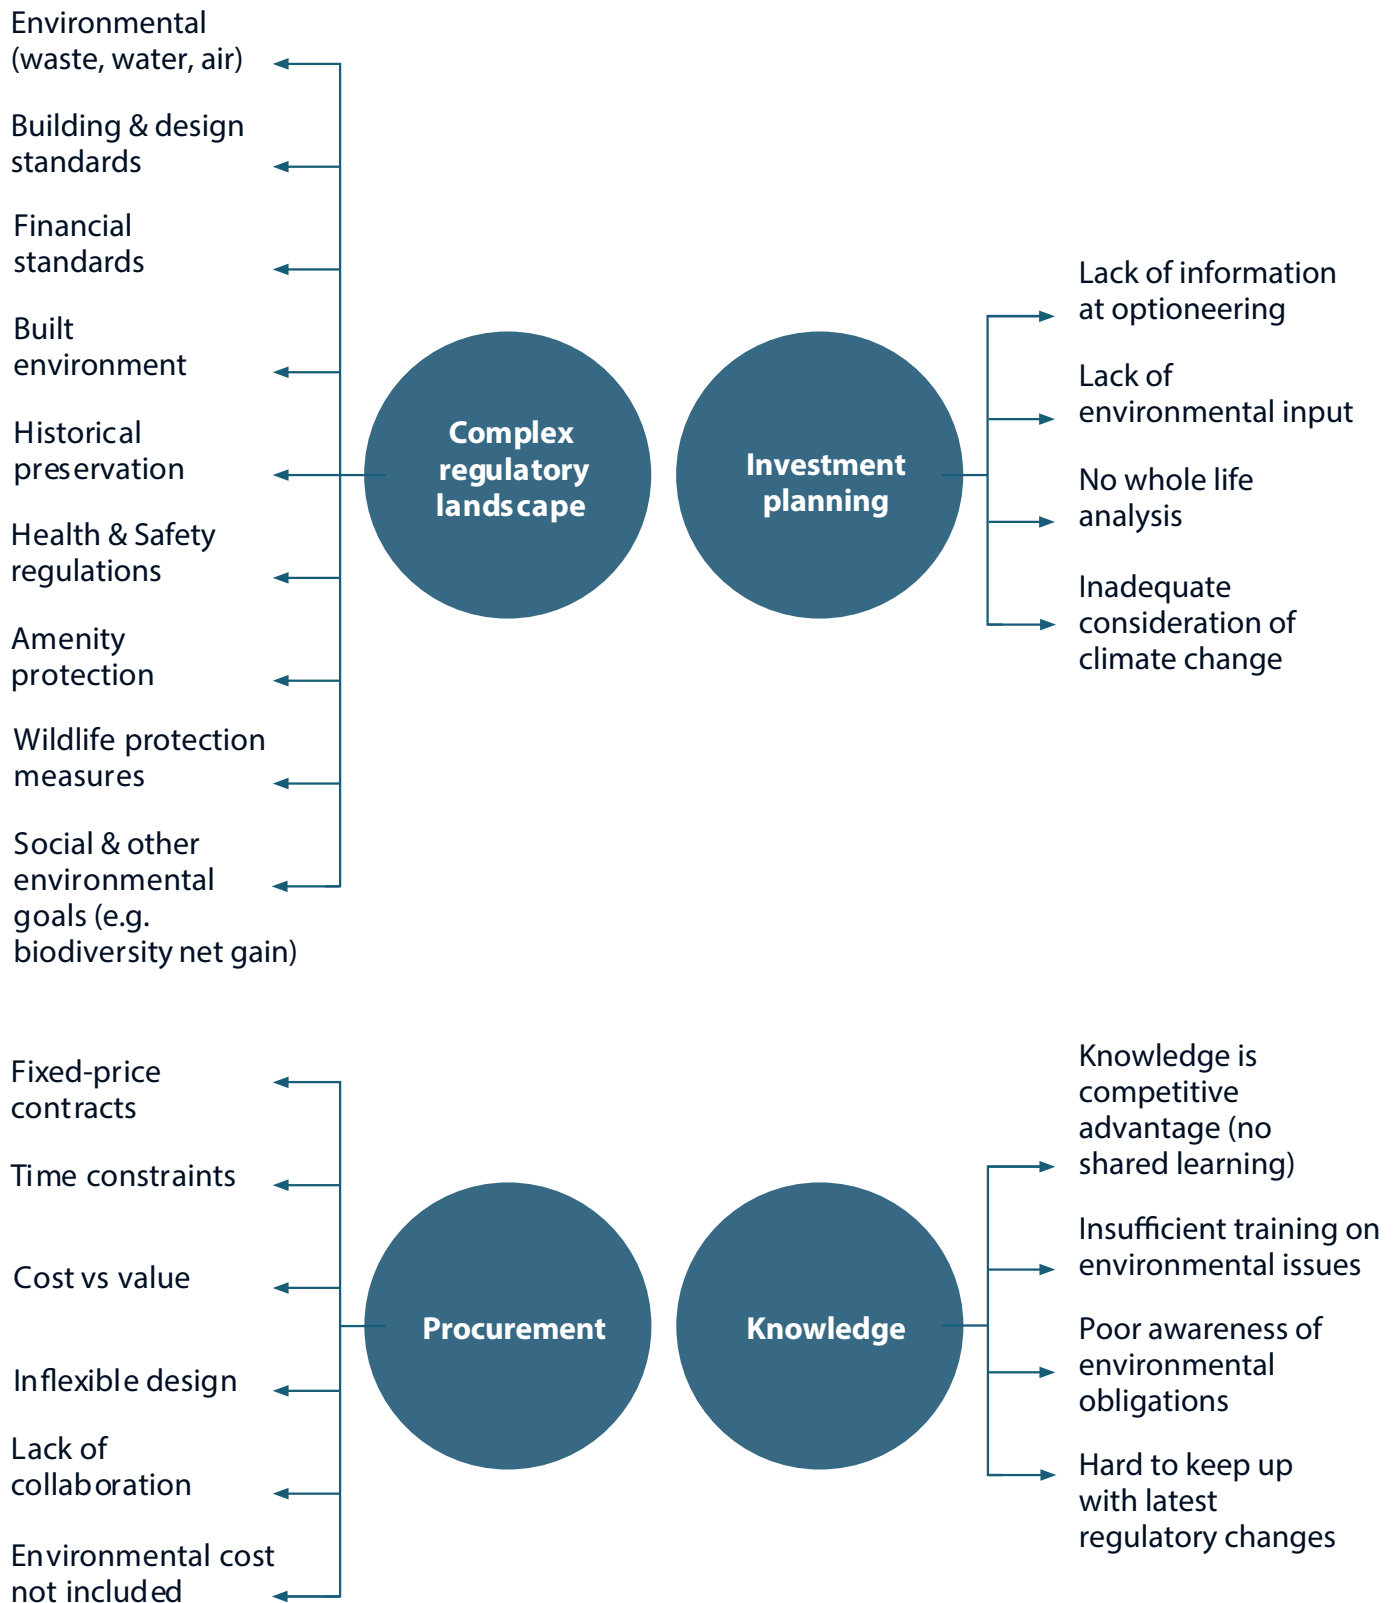 Environmental
(waste, water, air)
Building & design
standards
Financial
standards
Built
environment
Historical
preservation
Health & Safety
regulations
Amenity
protection
Wildlife protection
measures
Social & other
environmental
goals (e.g.
biodiversity net gain)
Complex
regulatory
landscape
Investment
planning
Lack of information
at optioneering
Lack of
environmental input
No whole life
analysis
Inadequate
consideration of
climate change
Fixed-price
contracts
Time constraints
Cost vs value
Inflexible design
Lack of
collaboration
Environmental cost
not included
Procurement
Knowledge
Knowledge is
competitive
advantage (no
shared learning)
Insufficient training on
environmental issues
Poor awareness of
environmental
obligations
Hard to keep up
with latest
regulatory changes